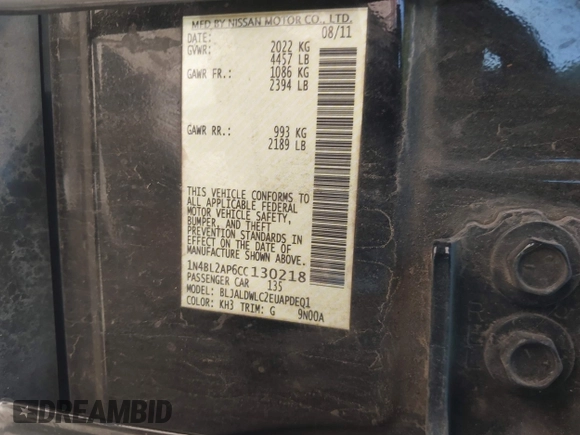 MFD.BY NISSAN MOTOR CO., LTD.
DATE: 08/11
GVWR: 2022 KG
4457 LB
GAWR FR.: 1086 KG
2394 LB
GAWR RR.: 993 KG
2189 LB
THIS VEHICLE CONFORMS TO
ALL APPLICABLE FEDERAL
MOTOR VEHICLE SAFETY,
BUMPER, AND THEFT
PREVENTION STANDARDS IN
EFFECT ON THE DATE OF
MANUFACTURE SHOWN ABOVE.
1N4BL2AP6CC130218
PASSENGER CAR 135
MODEL: BLJALDWLCZEUAPDEQ1
COLOR: KH3 TRIM: G 9N00A
DREAMBID